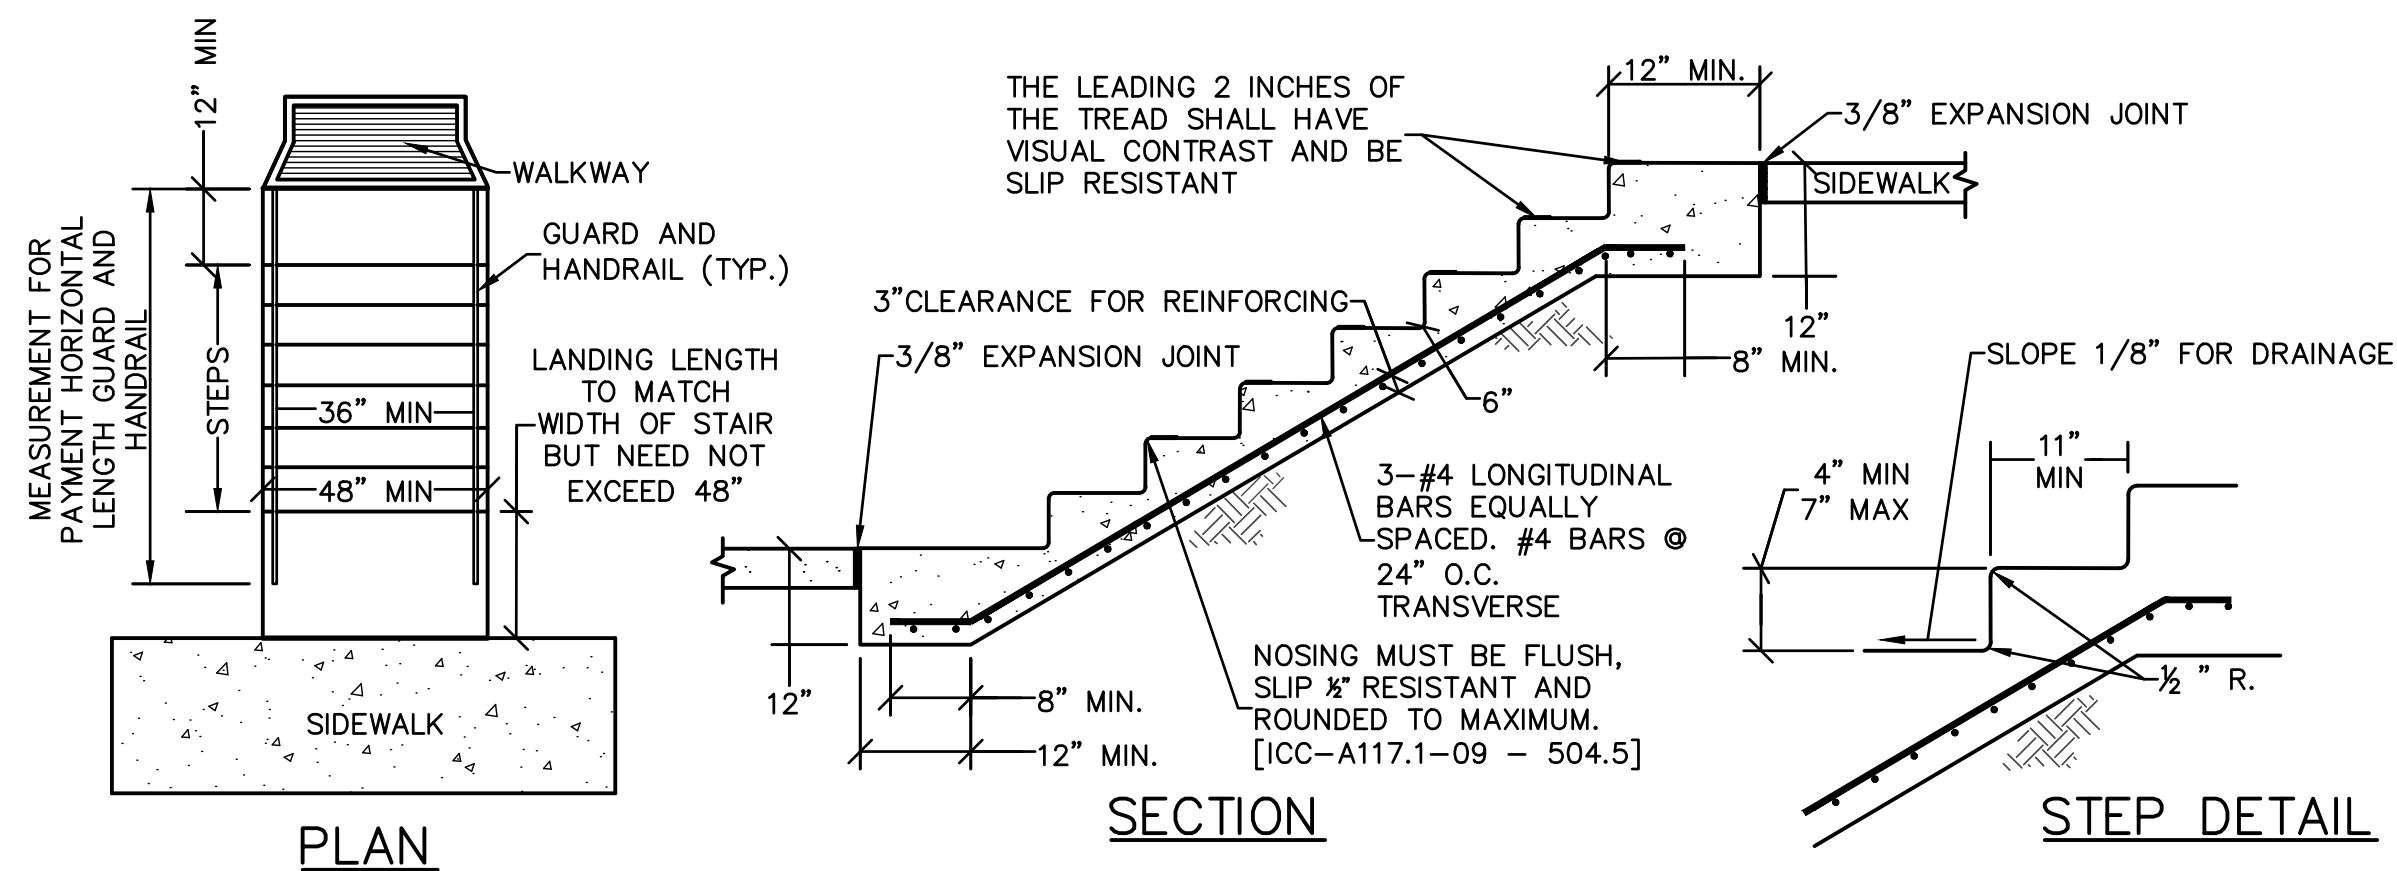 12” MIN
WALKWAY
MEASUREMENT FOR
PAYMENT HORIZONTAL
LENGTH GUARD AND
HANDRAIL
GUARD AND
HANDRAIL (TYP.)
STEPS
36” MIN
48” MIN
LANDING LENGTH
TO MATCH
WIDTH OF STAIR
BUT NEED NOT
EXCEED 48”
SIDEWALK
PLAN
THE LEADING 2 INCHES OF
THE TREAD SHALL HAVE
VISUAL CONTRAST AND BE
SLIP RESISTANT
12” MIN.
3/8” EXPANSION JOINT
SIDEWALK
3”CLEARANCE FOR REINFORCING
3/8” EXPANSION JOINT
12”
8” MIN.
6”
3-#4 LONGITUDINAL
BARS EQUALLY
SPACED. #4 BARS @
24” O.C.
TRANSVERSE
NOSING MUST BE FLUSH,
SLIP ½” RESISTANT AND
ROUNDED TO MAXIMUM.
[ICC-A117.1-09 - 504.5]
12”
8” MIN.
12” MIN.
SECTION
SLOPE 1/8” FOR DRAINAGE
11”
MIN
4” MIN
7” MAX
½ ” R.
STEP DETAIL